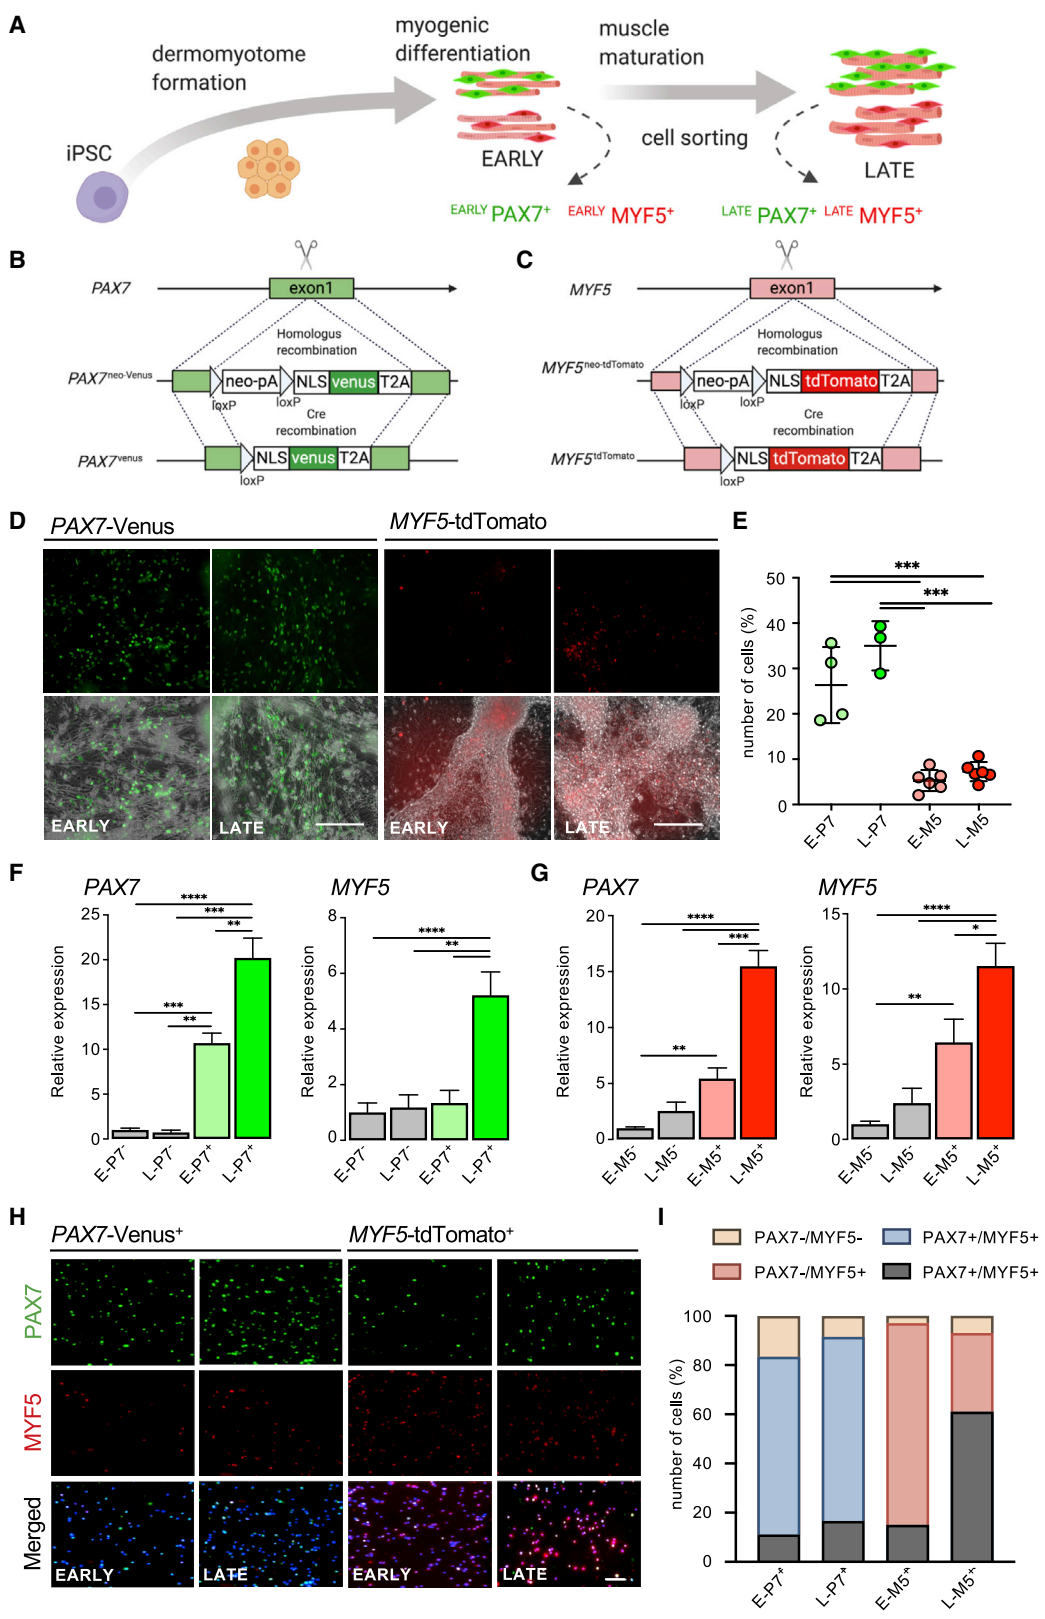 A
dermomyotome
formation
myogenic
differentiation
muscle
maturation
iPSC
EARLY
cell sorting
LATE
EARLY PAX7+ EARLY MYF5+ LATE PAX7+ LATE MYF5+
B
PAX7
exon1
Homologus
recombination
PAX7neo-Venus
neo-pA NLS venus T2A
loxP loxP
Cre
recombination
PAX7venus
NLS venus T2A
loxP
C
MYF5
exon1
Homologus
recombination
MYF5neo-tdTomato
neo-pA NLS tdTomato T2A
loxP loxP
Cre
recombination
MYF5tdTomato
NLS tdTomato T2A
loxP
D
PAX7-Venus MYF5-tdTomato
EARLY LATE EARLY LATE
E
number of cells (%)
50
40
30
20
10
0
***
***
E-P7 L-P7 E-M5 L-M5
F
PAX7
Relative expression
25
20
15
10
5
0
****
***
**
***
**
E-P7- L-P7- E-P7+ L-P7+
MYF5
8
6
4
2
0
****
**
E-P7- L-P7- E-P7+ L-P7+
G
PAX7
Relative expression
20
15
10
5
0
****
***
**
E-M5- L-M5- E-M5+ L-M5+
MYF5
Relative expression
15
10
5
0
****
*
**
E-M5- L-M5- E-M5+ L-M5+
H
PAX7-Venus+ MYF5-tdTomato+
PAX7
MYF5
Merged
EARLY LATE EARLY LATE
I
PAX7-/MYF5- PAX7+/MYF5+
PAX7-/MYF5+ PAX7+/MYF5+
number of cells (%)
100
80
60
40
20
0
E-P7+ L-P7+ E-M5+ L-M5+